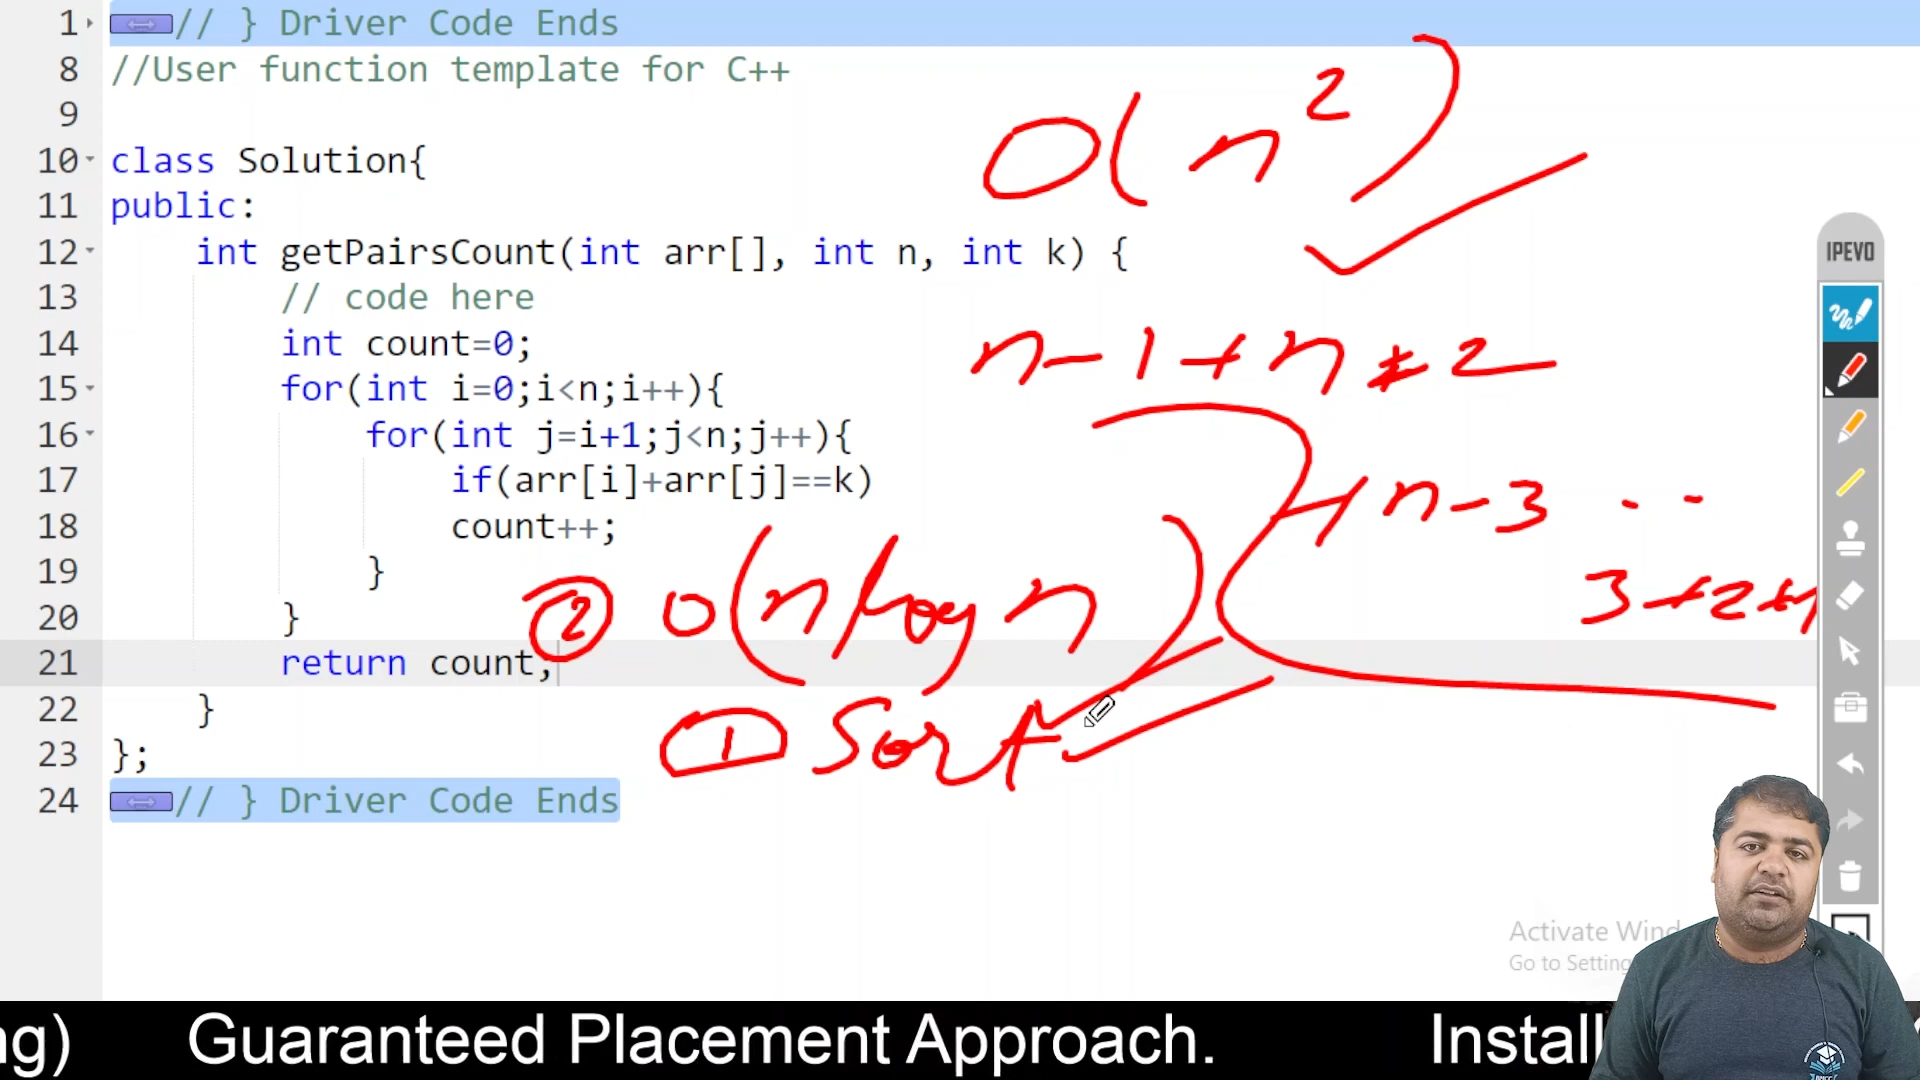 1 // } Driver Code Ends
8 //User function template for C++
9
10 class Solution{
11 public:
12 int getPairsCount(int arr[], int n, int k) {
13 // code here
14 int count=0;
15 for(int i=0;i<n;i++){
16 for(int j=i+1;j<n;j++){
17 if(arr[i]+arr[j]==k)
18 count++;
19 }
20 }
21 return count;
22 }
23 };
24 // } Driver Code Ends
O(n²)
n-1+n-2
+n-3 ..
3+2+1
② O(n log n)
① Sort
IPEVO
Activate Wind
Go to Setting
ng) Guaranteed Placement Approach. Install